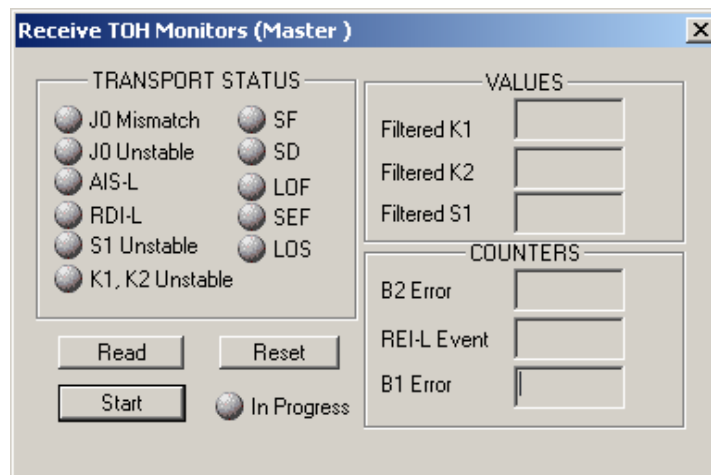 Receive TOH Monitors (Master )
TRANSPORT STATUS
J0 Mismatch
J0 Unstable
AIS-L
RDI-L
S1 Unstable
K1, K2 Unstable
SF
SD
LOF
SEF
LOS
VALUES
Filtered K1
Filtered K2
Filtered S1
COUNTERS
B2 Error
REI-L Event
B1 Error
Read
Reset
Start
In Progress